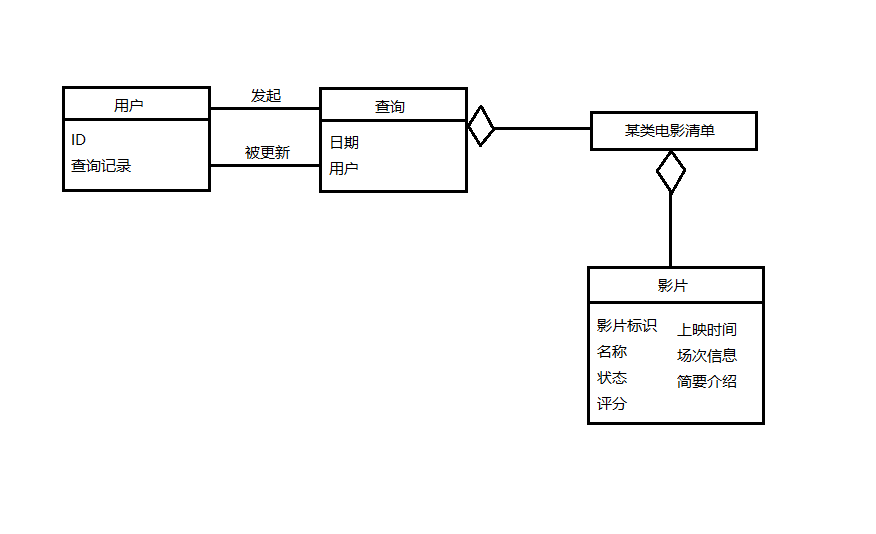 用户
ID
查询记录
发起
被更新
查询
日期
用户
某类电影清单
影片
影片标识
名称
状态
评分
上映时间
场次信息
简要介绍